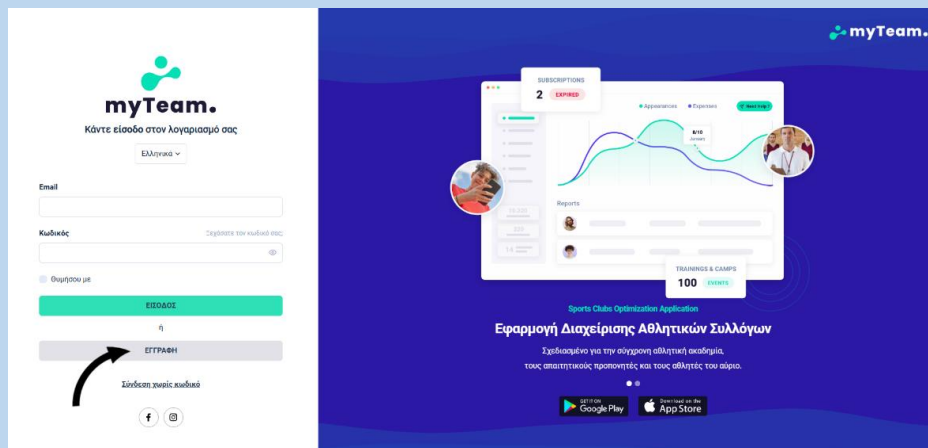 myTeam.
Κάντε είσοδο στον λογαριασμό σας
Ελληνικά
Email
Κωδικός
Ξεχάσατε τον κωδικό σας;
Θυμήσου με
ΕΙΣΟΔΟΣ
ή
ΕΓΓΡΑΦΗ
Σύνδεση χωρίς κωδικό
myTeam.
SUBSCRIPTIONS
2 EXPIRED
Appearances
Expenses
Need help?
8/10
Reports
TRAININGS & CAMPS
100 EVENTS
Sports Clubs Optimization Application
Εφαρμογή Διαχείρισης Αθλητικών Συλλόγων
Σχεδιασμένο για την σύγχρονη αθλητική ακαδημία,
τους απαιτητικούς προπονητές και τους αθλητές του αύριο.
GET IT ON
Google Play
Download on the
App Store